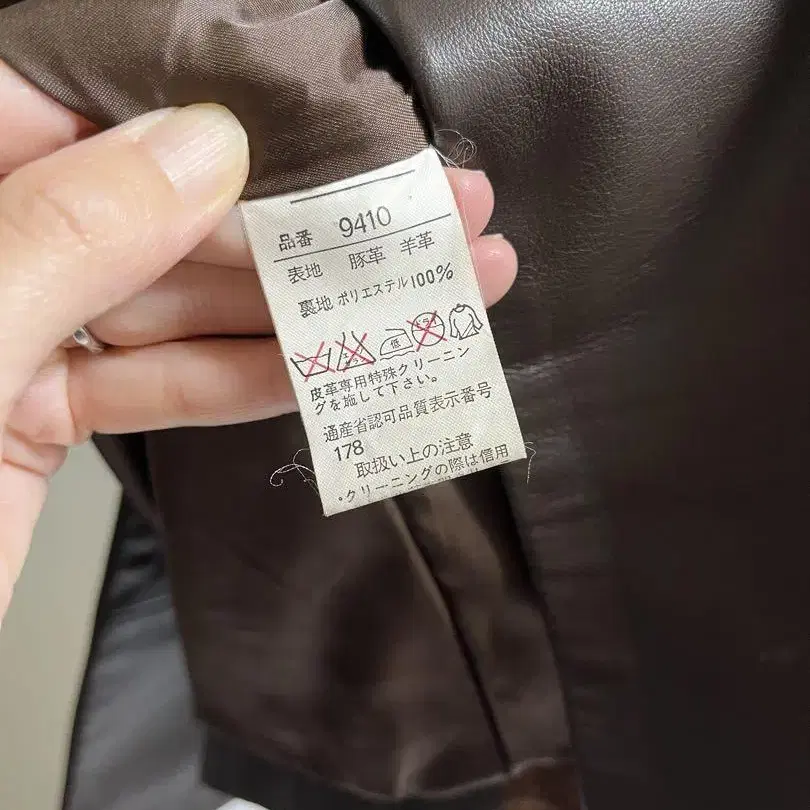 品番 9410
表地 豚革 羊革
裏地 ポリエステル100%
低
皮革専用特殊クリーニン
グを施して下さい。
通産省認可品質表示番号
178
取扱い上の注意
・クリーニングの際は信用